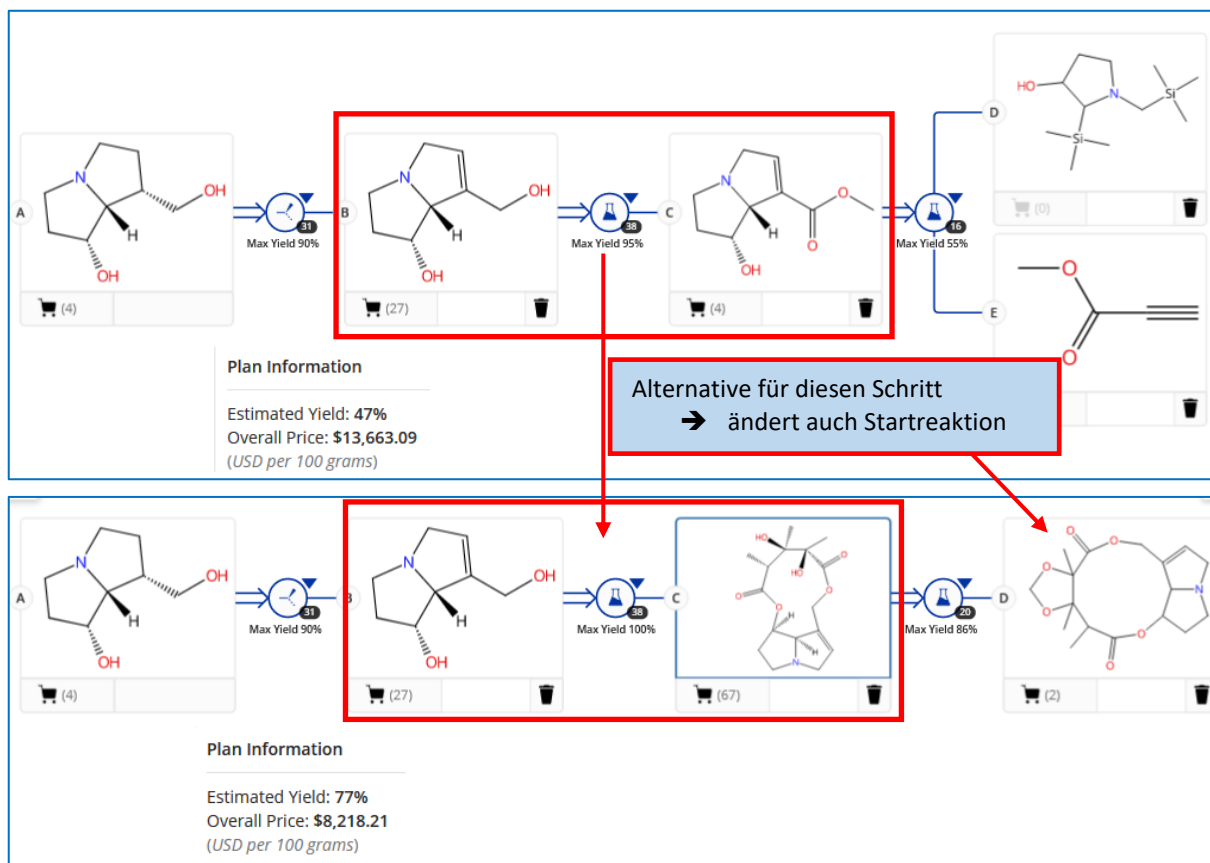 D
HO
N
Si
Si
(0)
A
N
OH
H
OH
(4)
31
Max Yield 90%
B
N
OH
H
OH
(27)
38
Max Yield 95%
C
N
O
H
O
OH
(4)
16
Max Yield 55%
E
O
O
Plan Information
Estimated Yield: 47%
Overall Price: $13,663.09
(USD per 100 grams)
Alternative für diesen Schritt
➔ ändert auch Startreaktion
A
N
OH
H
OH
(4)
31
Max Yield 90%
N
OH
H
OH
(27)
38
Max Yield 100%
C
HO
OH
O
O
O
O
H
H
N
(67)
20
Max Yield 86%
D
O
O
O
O
O
O
N
(2)
Plan Information
Estimated Yield: 77%
Overall Price: $8,218.21
(USD per 100 grams)